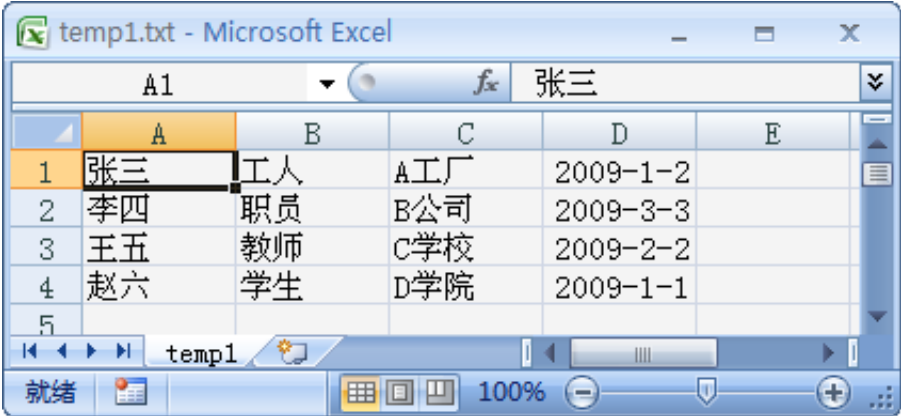 temp1.txt - Microsoft Excel
A1 fx 张三
A B C D E
1 张三 工人 A工厂 2009-1-2
2 李四 职员 B公司 2009-3-3
3 王五 教师 C学校 2009-2-2
4 赵六 学生 D学院 2009-1-1
5
temp1
就绪 100%